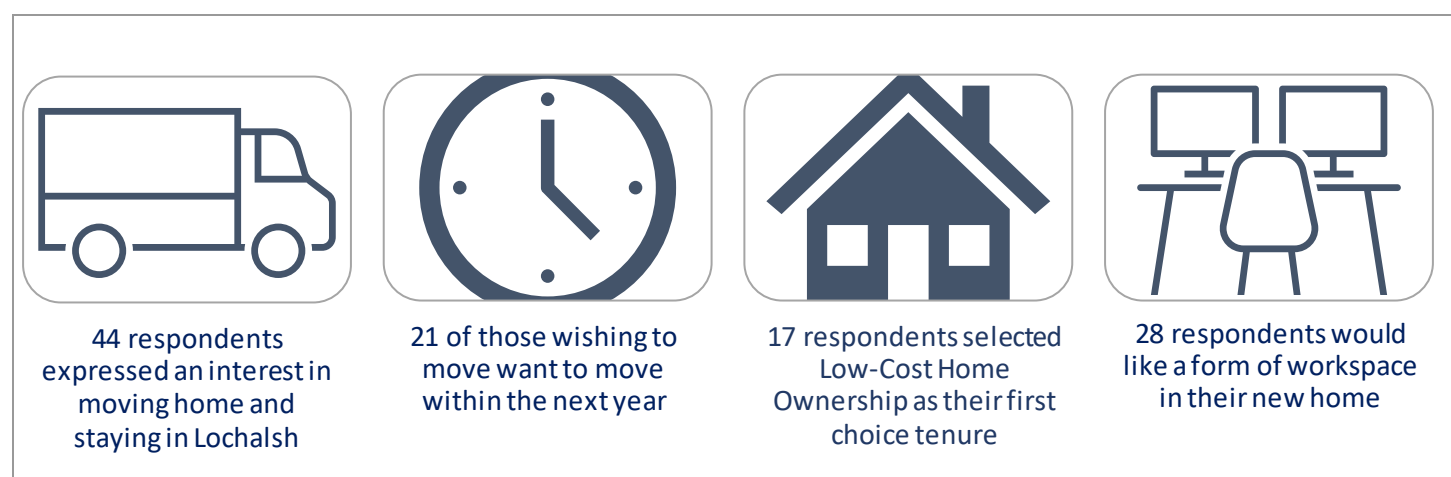 44 respondents
expressed an interest in
moving home and
staying in Lochalsh
21 of those wishing to
move want to move
within the next year
17 respondents selected
Low-Cost Home
Ownership as their first
choice tenure
28 respondents would
like a form of workspace
in their new home